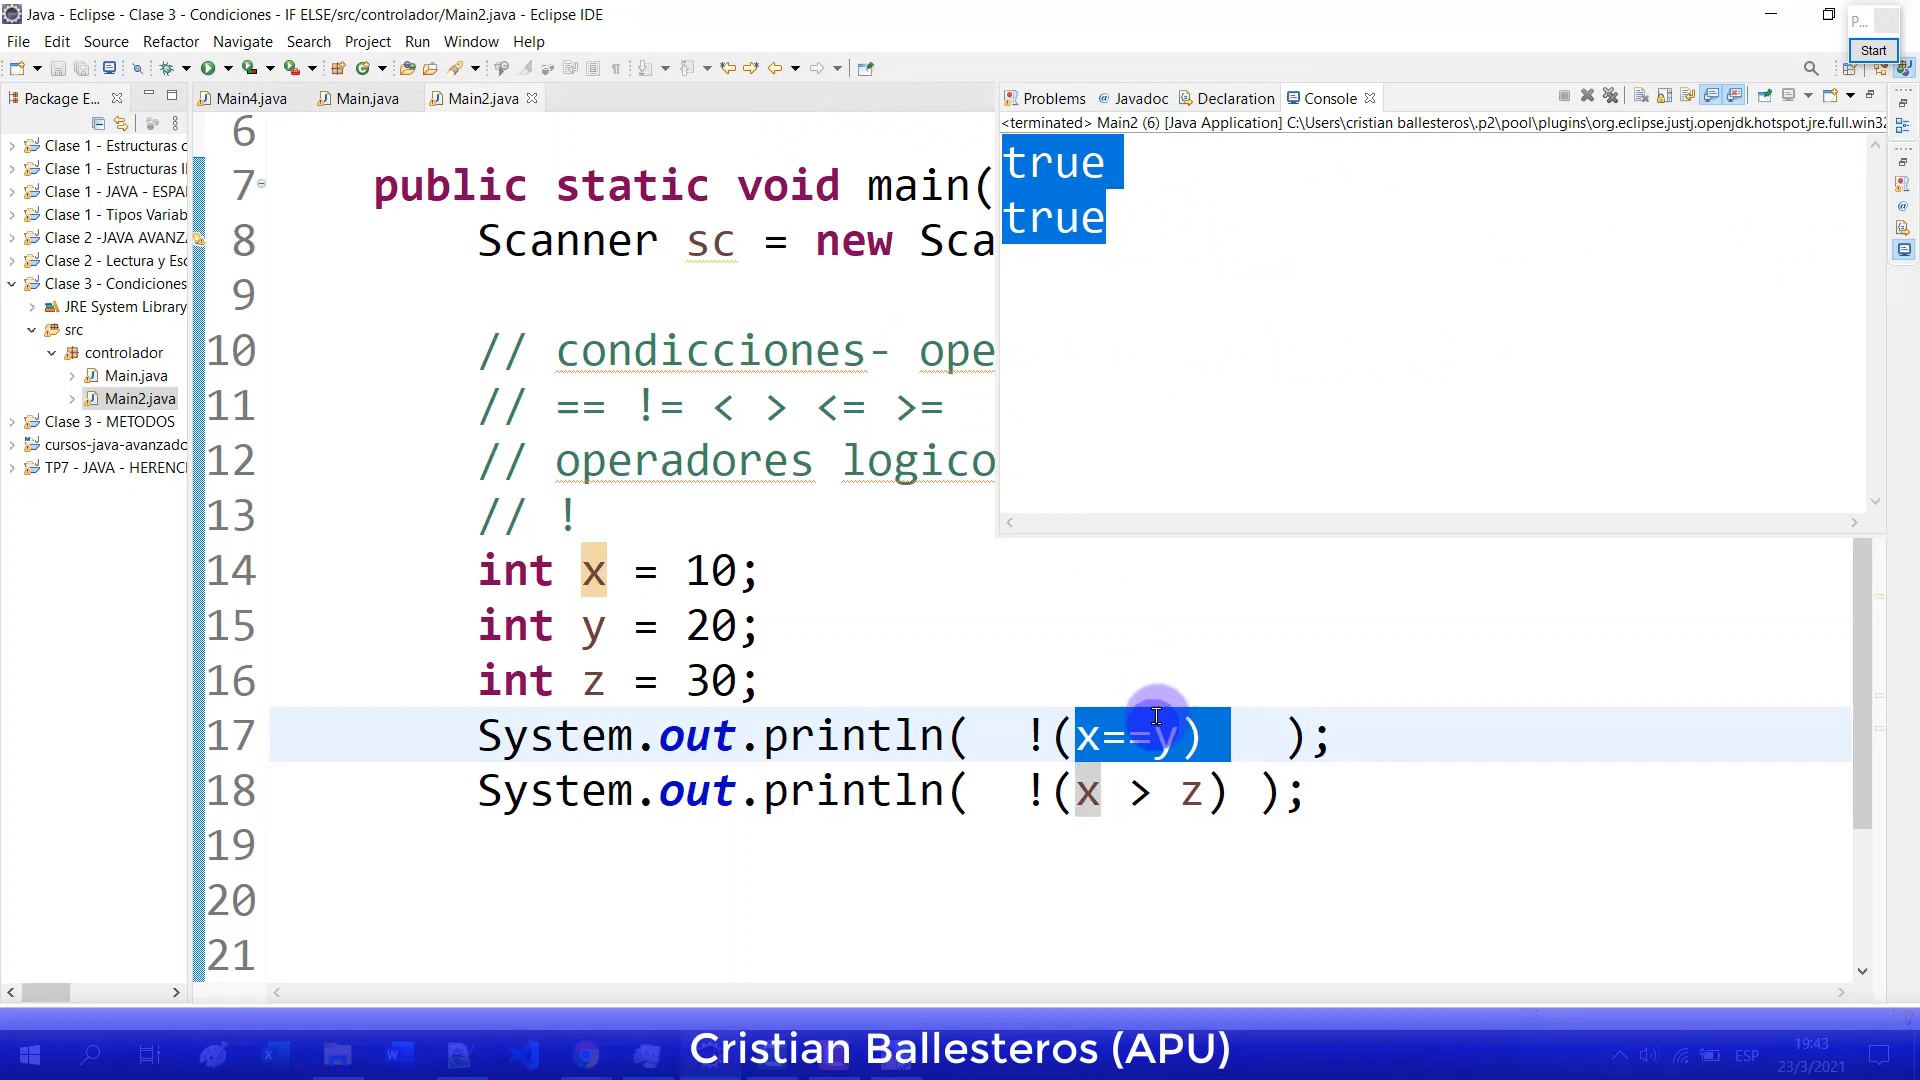 Java - Eclipse - Clase 3 - Condiciones - IF ELSE/src/controlador/Main2.java - Eclipse IDE
P...
Start
File Edit Source Refactor Navigate Search Project Run Window Help
Package E...
Main4.java
Main.java
Main2.java
Problems
Javadoc
Declaration
Console
<terminated> Main2 (6) [Java Application] C:\Users\cristian ballesteros\.p2\pool\plugins\org.eclipse.justj.openjdk.hotspot.jre.full.win32
true
true
Clase 1 - Estructuras c
Clase 1 - Estructuras I
Clase 1 - JAVA - ESPA
Clase 1 - Tipos Variab
Clase 2 -JAVA AVANZ
Clase 2 - Lectura y Esc
Clase 3 - Condiciones
JRE System Library
src
controlador
Main.java
Main2.java
Clase 3 - METODOS
cursos-java-avanzado
TP7 - JAVA - HERENCI
6
7 public static void main(
8 Scanner sc = new Sca
9
10 // condicciones- ope
11 // == != < > <= >=
12 // operadores logico
13 // !
14 int x = 10;
15 int y = 20;
16 int z = 30;
17 System.out.println( !(x==y) );
18 System.out.println( !(x > z) );
19
20
21
Cristian Ballesteros (APU)
ESP
19:43
23/3/2021